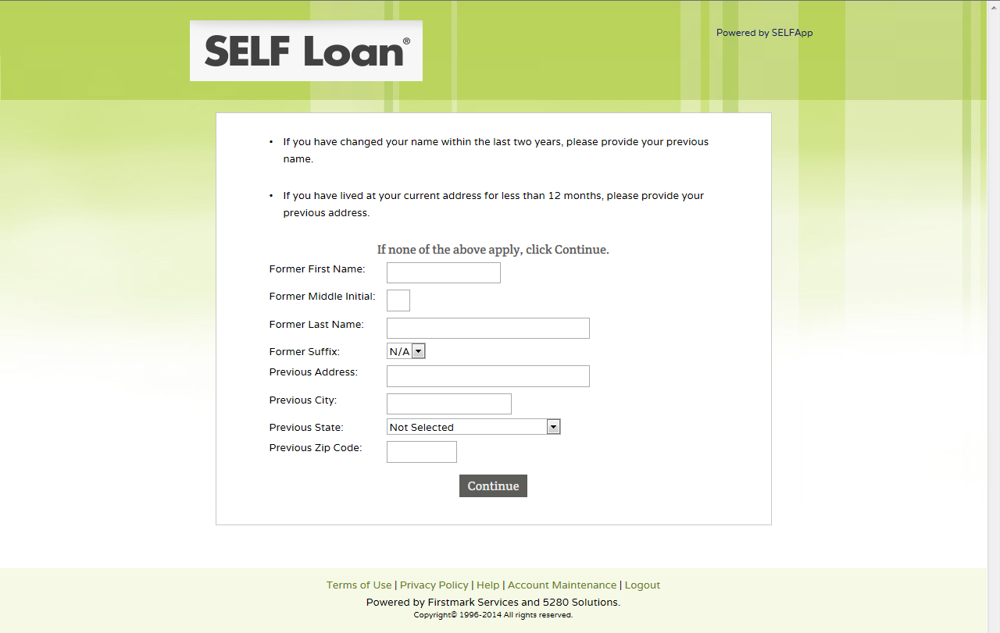 SELF Loan®
Powered by SELFApp
• If you have changed your name within the last two years, please provide your previous
name.
• If you have lived at your current address for less than 12 months, please provide your
previous address.
If none of the above apply, click Continue.
Former First Name:
Former Middle Initial:
Former Last Name:
Former Suffix: N/A
Previous Address:
Previous City:
Previous State: Not Selected
Previous Zip Code:
Continue
Terms of Use | Privacy Policy | Help | Account Maintenance | Logout
Powered by Firstmark Services and 5280 Solutions.
Copyright© 1996-2014 All rights reserved.